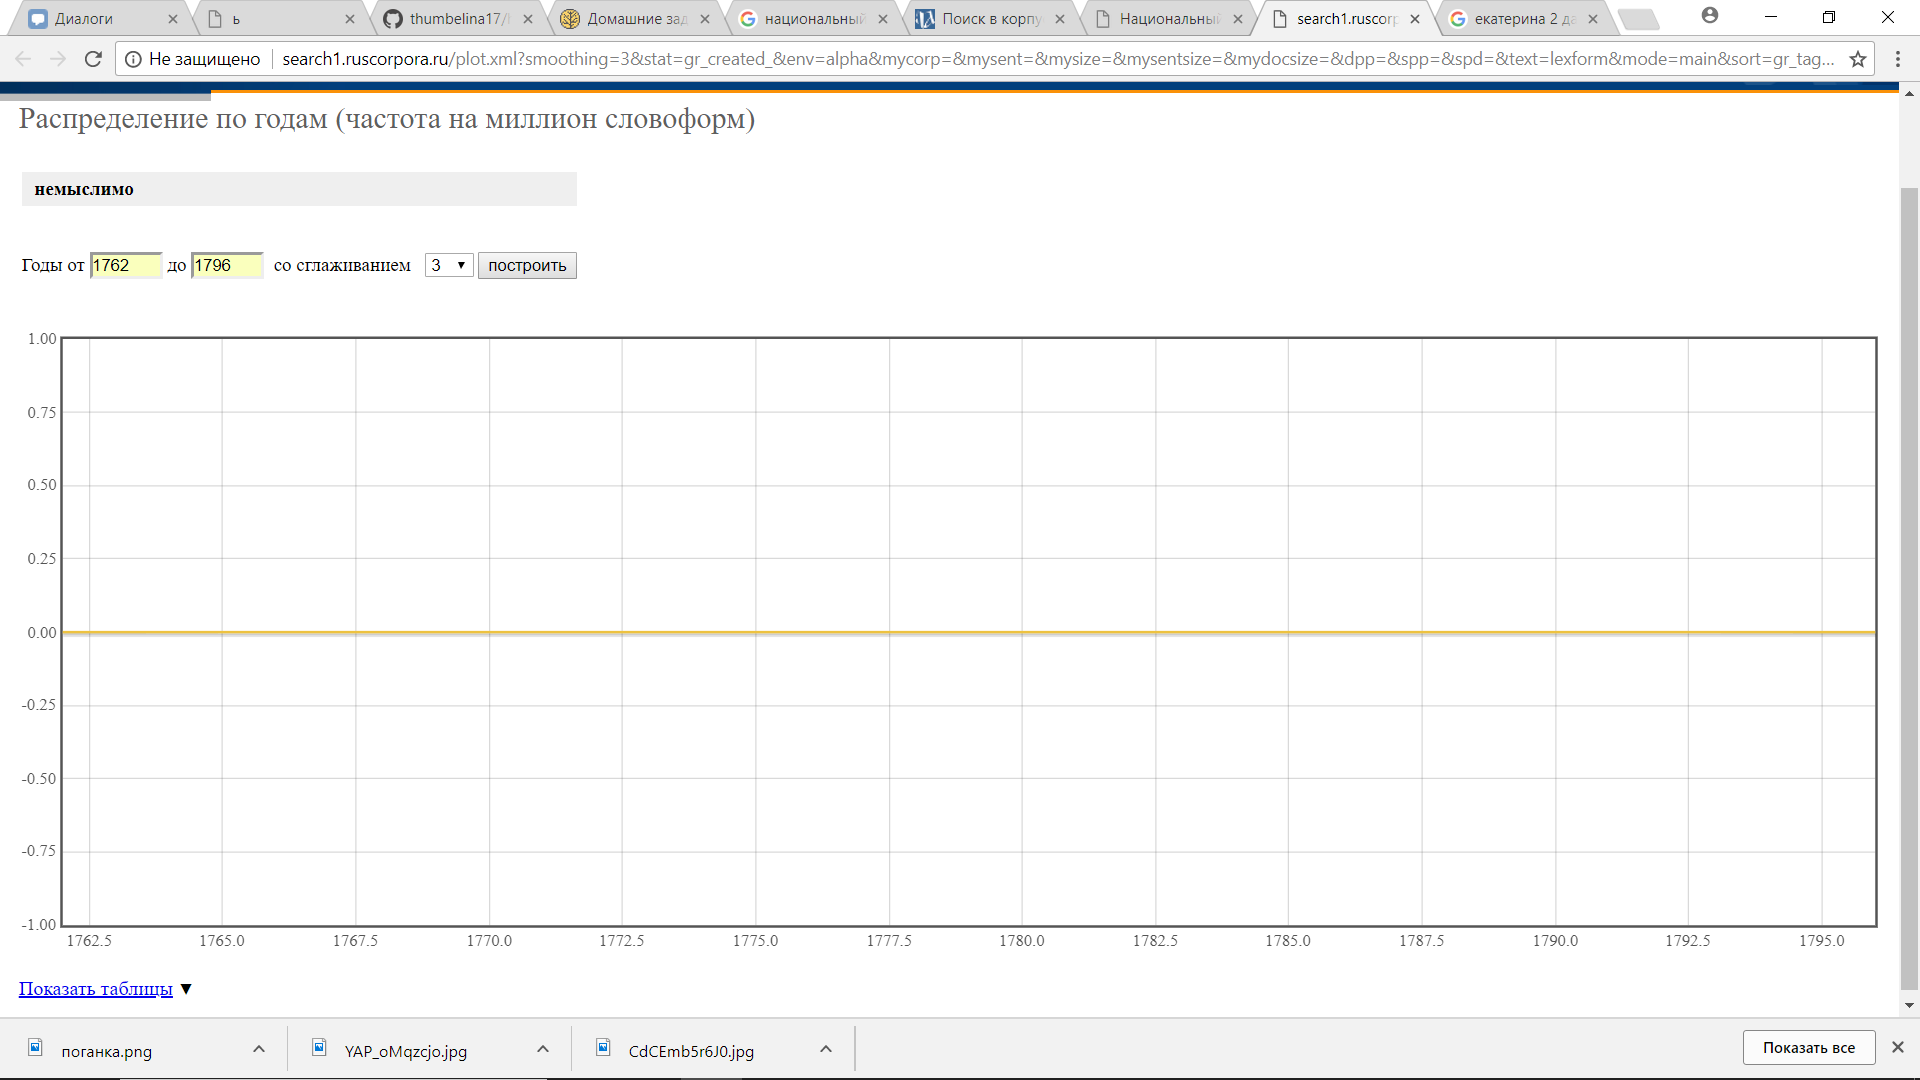 Диалоги
ь
thumbelina17/
Домашние зад
национальный
Поиск в корпу
Национальный
search1.ruscorp
екатерина 2 да
Не защищено
search1.ruscorpora.ru/plot.xml?smoothing=3&stat=gr_created_&env=alpha&mycorp=&mysent=&mysize=&mysentsize=&mydocsize=&dpp=&spp=&spd=&text=lexform&mode=main&sort=gr_tag...
Распределение по годам (частота на миллион словоформ)
немыслимо
Годы от 1762 до 1796 со сглаживанием 3 построить
1.00
0.75
0.50
0.25
0.00
-0.25
-0.50
-0.75
-1.00
1762.5 1765.0 1767.5 1770.0 1772.5 1775.0 1777.5 1780.0 1782.5 1785.0 1787.5 1790.0 1792.5 1795.0
Показать таблицы ▼
поганка.png
YAP_oMqzcjo.jpg
CdCEmb5r6J0.jpg
Показать все